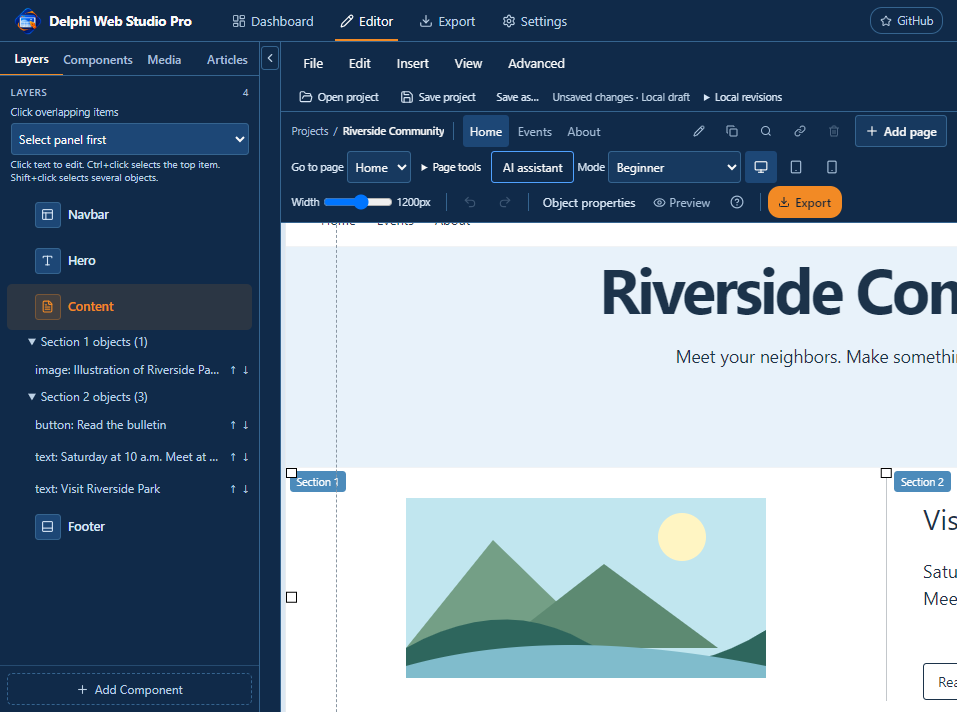 Delphi Web Studio Pro
Dashboard
Editor
Export
Settings
GitHub
Layers
Components
Media
Articles
File
Edit
Insert
View
Advanced
Open project
Save project
Save as...
Unsaved changes · Local draft
Local revisions
LAYERS
4
Click overlapping items
Select panel first
Click text to edit. Ctrl+click selects the top item.
Shift+click selects several objects.
Projects / Riverside Community
Home
Events
About
+ Add page
Go to page
Home
Page tools
AI assistant
Mode
Beginner
Width
1200px
Object properties
Preview
Export
Navbar
Hero
Content
Section 1 objects (1)
image: Illustration of Riverside Pa... ↑ ↓
Section 2 objects (3)
button: Read the bulletin ↑ ↓
text: Saturday at 10 a.m. Meet at ... ↑ ↓
text: Visit Riverside Park ↑ ↓
Footer
+ Add Component
Home Events About
Riverside Con
Meet your neighbors. Make somethi
Section 1
Section 2
Vis
Satu
Mee
Rea